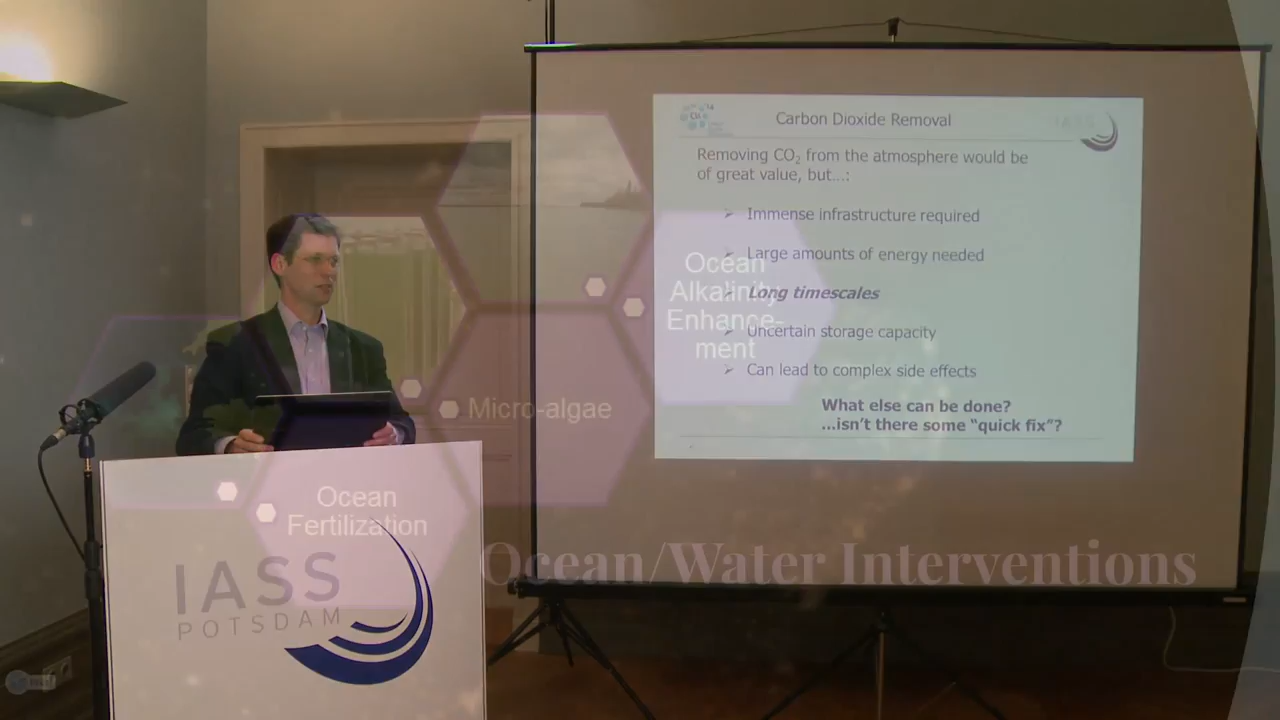 Carbon Dioxide Removal
Removing CO₂ from the atmosphere would be
of great value, but...:
Immense infrastructure required
Large amounts of energy needed
Long timescales
Uncertain storage capacity
Can lead to complex side effects
What else can be done?
...isn't there some "quick fix"?
Ocean
Alkalinity
Enhance-
ment
Micro-algae
Ocean
Fertilization
Ocean/Water Interventions
IASS
POTSDAM